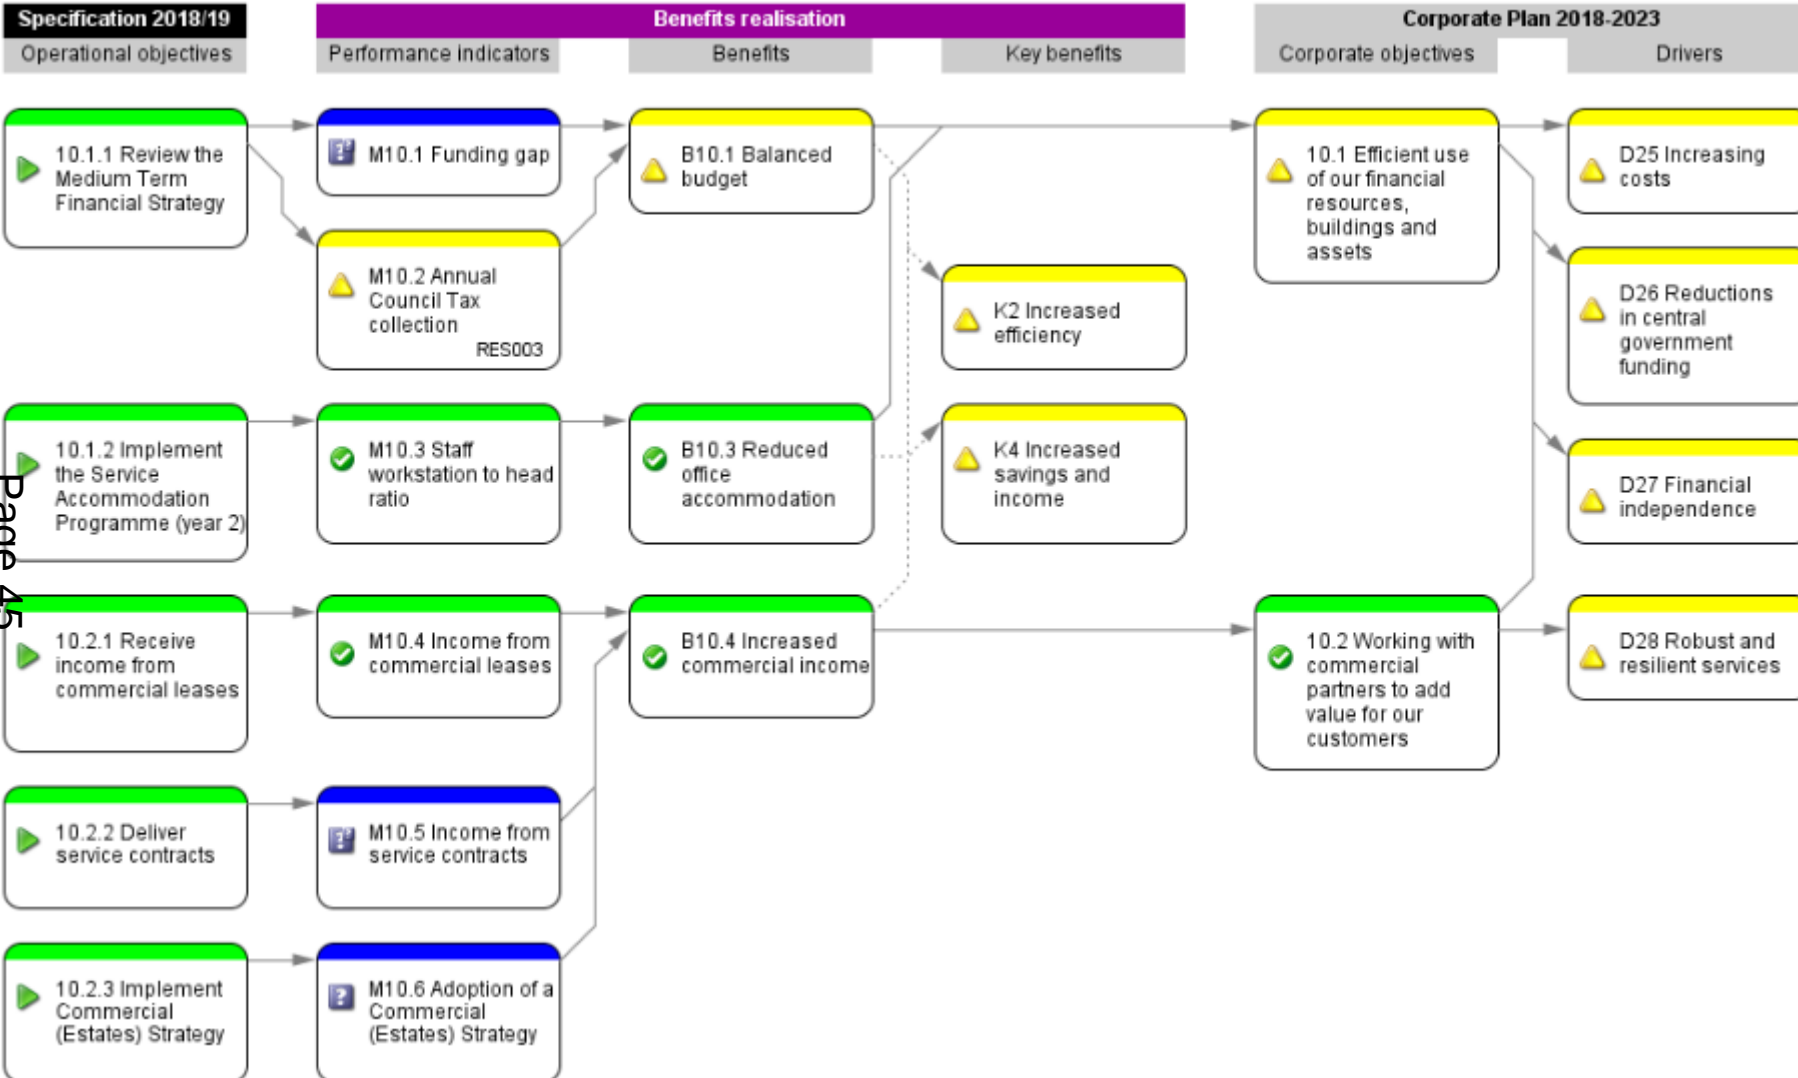 Specification 2018/19
Benefits realisation
Corporate Plan 2018-2023
Operational objectives
Performance indicators
Benefits
Key benefits
Corporate objectives
Drivers
10.1.1 Review the
Medium Term
Financial Strategy
M10.1 Funding gap
M10.2 Annual
Council Tax
collection
RES003
B10.1 Balanced
budget
K2 Increased
efficiency
10.1 Efficient use
of our financial
resources,
buildings and
assets
D25 Increasing
costs
D26 Reductions
in central
government
funding
10.1.2 Implement
the Service
Accommodation
Programme (year 2)
M10.3 Staff
workstation to head
ratio
B10.3 Reduced
office
accommodation
K4 Increased
savings and
income
D27 Financial
independence
Page 45
10.2.1 Receive
income from
commercial leases
M10.4 Income from
commercial leases
B10.4 Increased
commercial income
10.2 Working with
commercial
partners to add
value for our
customers
D28 Robust and
resilient services
10.2.2 Deliver
service contracts
M10.5 Income from
service contracts
10.2.3 Implement
Commercial
(Estates) Strategy
M10.6 Adoption of a
Commercial
(Estates) Strategy